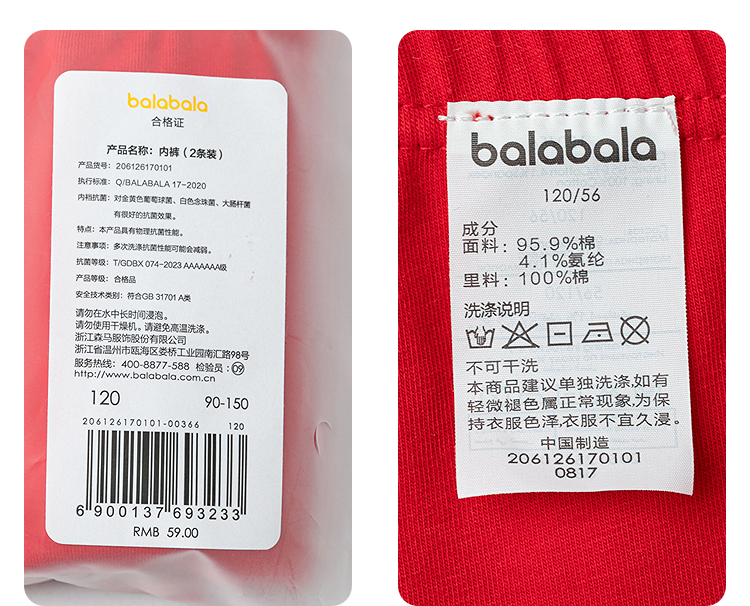 balabala
合格证
产品名称：内裤（2条装）
产品货号：206126170101
执行标准：Q/BALABALA 17-2020
内裆抗菌：对金黄色葡萄球菌、白色念珠菌、大肠杆菌
有很好的抗菌效果。
特点：本产品具有物理抗菌性能。
注意事项：多次洗涤抗菌性能可能会减弱。
抗菌等级：T/GDBX 074-2023 AAAAAAA级
产品等级：合格品
安全技术类别：符合GB 31701 A类
请勿在水中长时间浸泡。
请勿使用干燥机。请避免高温洗涤。
浙江森马服饰股份有限公司
浙江省温州市瓯海区娄桥工业园南汇路98号
服务热线：400-8877-588 检验员：09
http://www.balabala.com.cn
120 90-150
206126170101-00366 120
6 900137 693233
RMB 59.00
balabala
120/56
成分
面料：95.9%棉
4.1%氨纶
里料：100%棉
洗涤说明
不可干洗
本商品建议单独洗涤,如有
轻微褪色属正常现象,为保
持衣服色泽,衣服不宜久浸。
中国制造
206126170101
0817